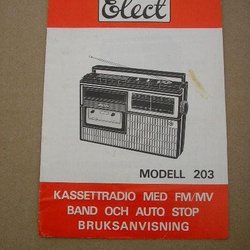 Elect
MODELL 203
KASSETTRADIO MED FM/MV
BAND OCH AUTO STOP
BRUKSANVISNING